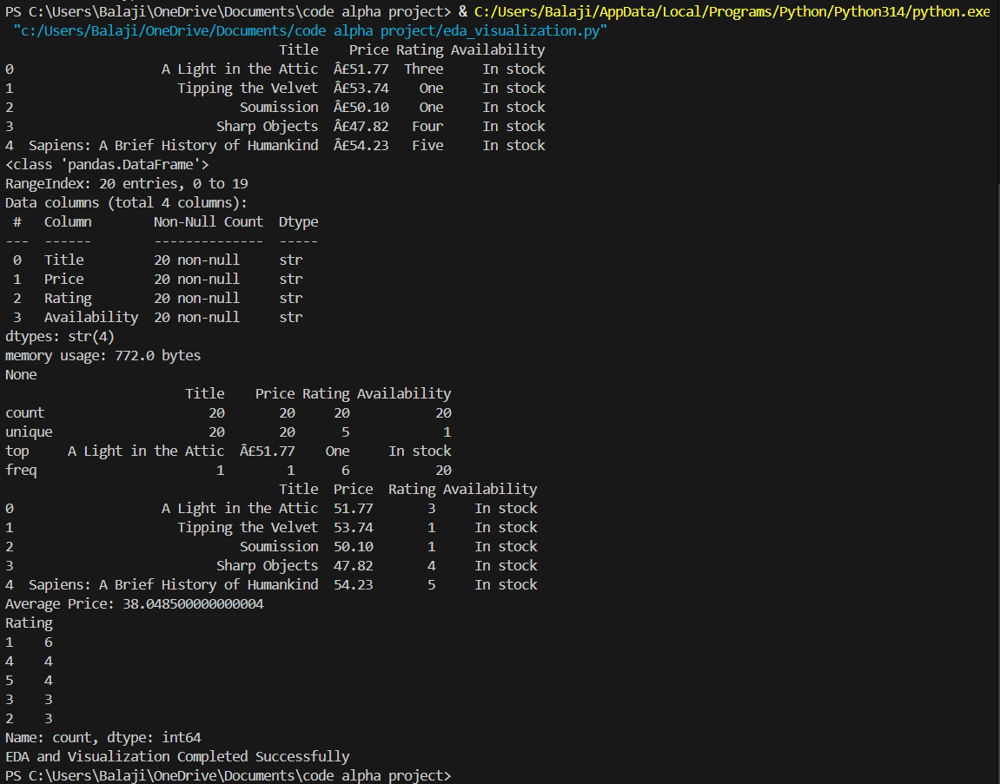 PS C:\Users\Balaji\OneDrive\Documents\code alpha project> & C:/Users/Balaji/AppData/Local/Programs/Python/Python314/python.exe
 "c:/Users/Balaji/OneDrive/Documents/code alpha project/eda_visualization.py"
                                   Title    Price Rating Availability
0                   A Light in the Attic  Â£51.77  Three     In stock
1                     Tipping the Velvet  Â£53.74    One     In stock
2                             Soumission  Â£50.10    One     In stock
3                          Sharp Objects  Â£47.82   Four     In stock
4  Sapiens: A Brief History of Humankind  Â£54.23   Five     In stock
<class 'pandas.DataFrame'>
RangeIndex: 20 entries, 0 to 19
Data columns (total 4 columns):
 #   Column        Non-Null Count  Dtype
---  ------        --------------  -----
 0   Title         20 non-null     str
 1   Price         20 non-null     str
 2   Rating        20 non-null     str
 3   Availability  20 non-null     str
dtypes: str(4)
memory usage: 772.0 bytes
None
                       Title    Price Rating Availability
count                     20       20     20           20
unique                    20       20      5            1
top     A Light in the Attic  Â£51.77    One     In stock
freq                       1        1      6           20
                                   Title  Price  Rating Availability
0                   A Light in the Attic  51.77       3     In stock
1                     Tipping the Velvet  53.74       1     In stock
2                             Soumission  50.10       1     In stock
3                          Sharp Objects  47.82       4     In stock
4  Sapiens: A Brief History of Humankind  54.23       5     In stock
Average Price: 38.048500000000004
Rating
1    6
4    4
5    4
3    3
2    3
Name: count, dtype: int64
EDA and Visualization Completed Successfully
PS C:\Users\Balaji\OneDrive\Documents\code alpha project>